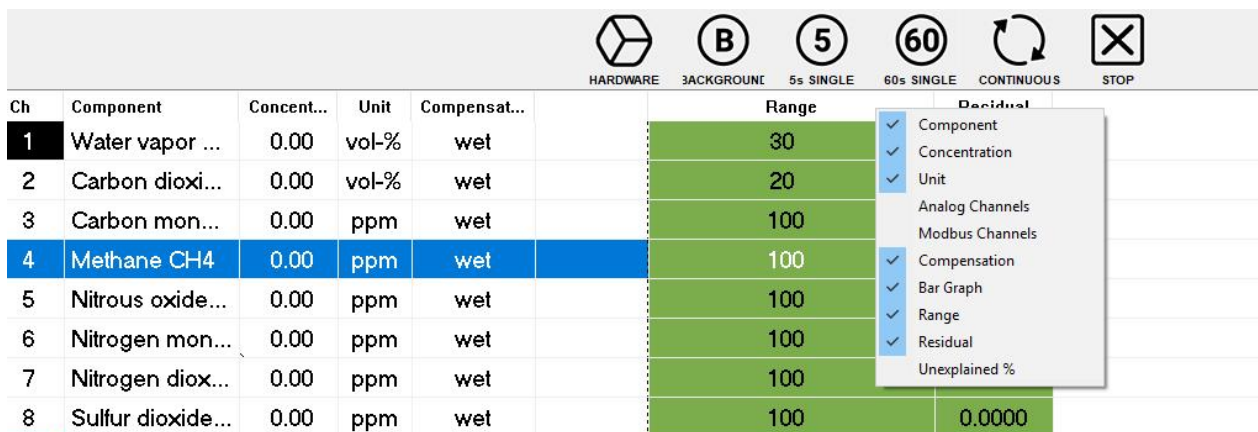 B 5 60
HARDWARE BACKGROUND 5s SINGLE 60s SINGLE CONTINUOUS STOP
Ch Component Concent... Unit Compensat... Range Residual
1 Water vapor ... 0.00 vol-% wet 30
2 Carbon dioxi... 0.00 vol-% wet 20
3 Carbon mon... 0.00 ppm wet 100
4 Methane CH4 0.00 ppm wet 100
5 Nitrous oxide... 0.00 ppm wet 100
6 Nitrogen mon... 0.00 ppm wet 100
7 Nitrogen diox... 0.00 ppm wet 100
8 Sulfur dioxide... 0.00 ppm wet 100 0.0000
Component
Concentration
Unit
Analog Channels
Modbus Channels
Compensation
Bar Graph
Range
Residual
Unexplained %